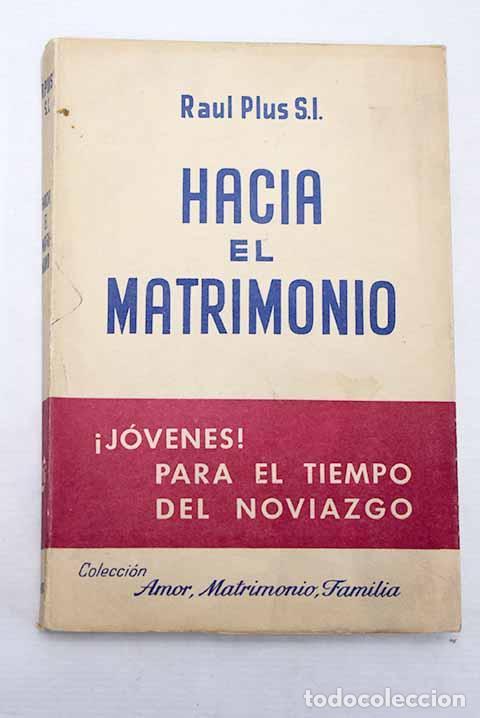 Raul Plus S.I.
HACIA
EL
MATRIMONIO
¡JÓVENES!
PARA EL TIEMPO
DEL NOVIAZGO
Colección
Amor, Matrimonio, Familia
todocoleccion